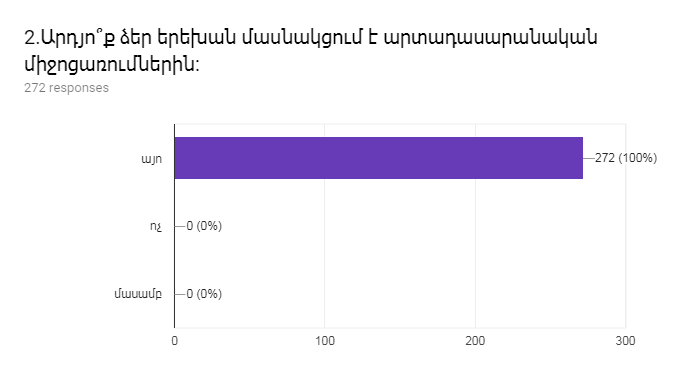 2.Արդյո՞ք ձեր երեխան մասնակցում է արտադասարանական
միջոցառումներին:
272 responses
այո
272 (100%)
ոչ
0 (0%)
մասամբ
0 (0%)
0
100
200
300